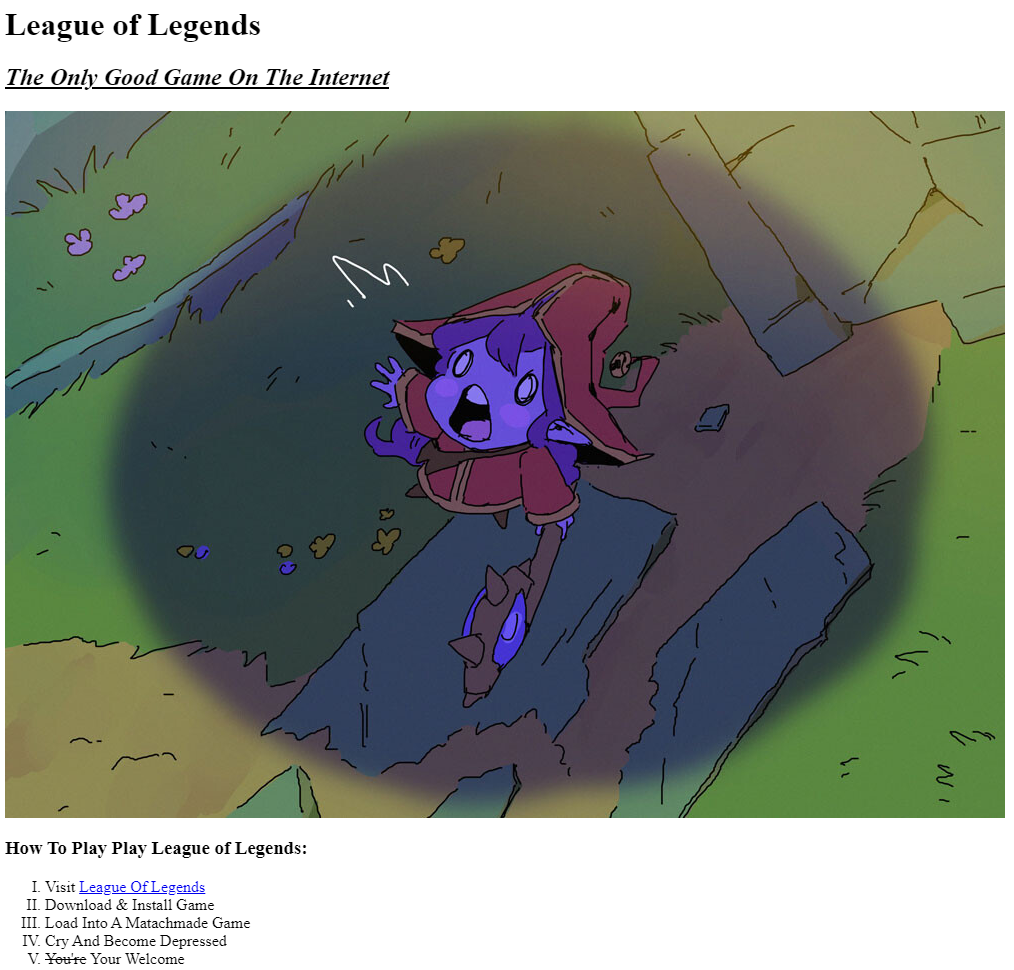 League of Legends
The Only Good Game On The Internet
How To Play Play League of Legends:
I. Visit League Of Legends
II. Download & Install Game
III. Load Into A Matachmade Game
IV. Cry And Become Depressed
V. You're Your Welcome